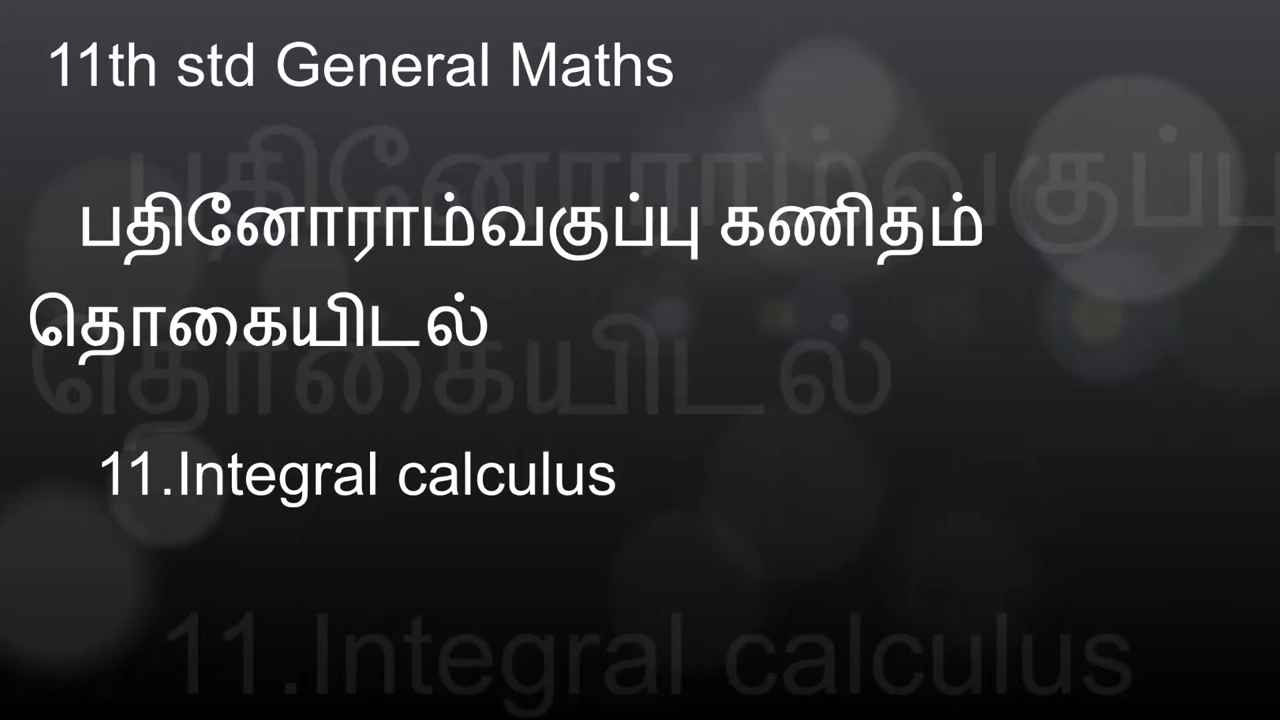 11th std General Maths
பதினோராம்வகுப்பு கணிதம்
தொகையிடல்
11.Integral calculus